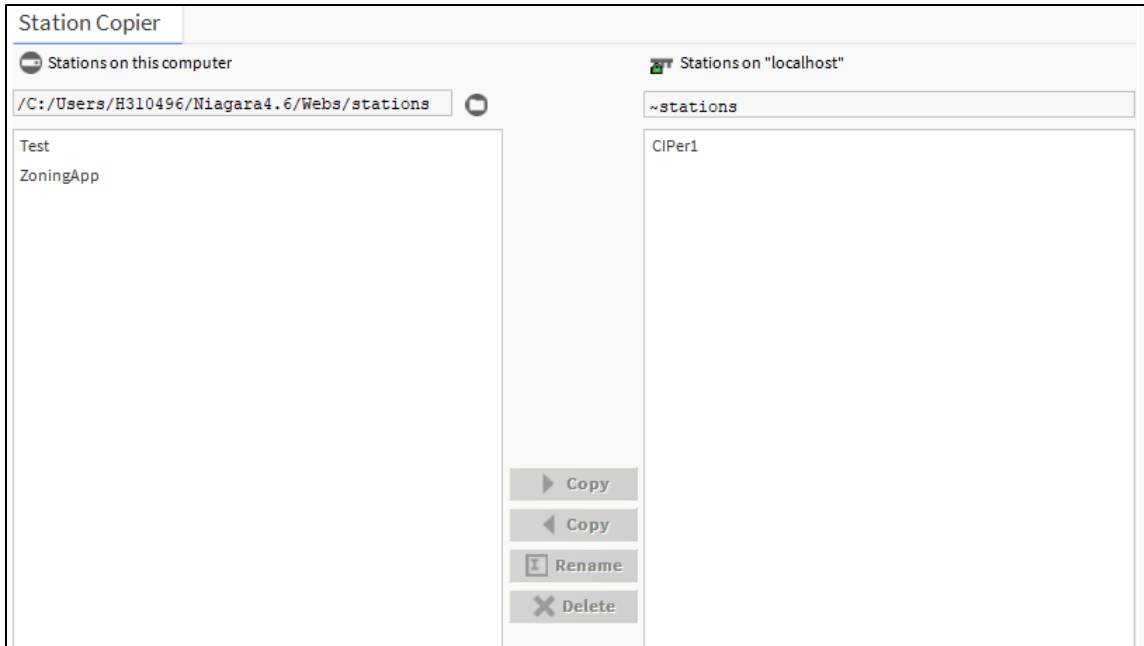 Station Copier
Stations on this computer
/C:/Users/H310496/Niagara4.6/Webs/stations
Test
ZoningApp
Stations on "localhost"
~stations
CIPer1
Copy
Copy
Rename
Delete